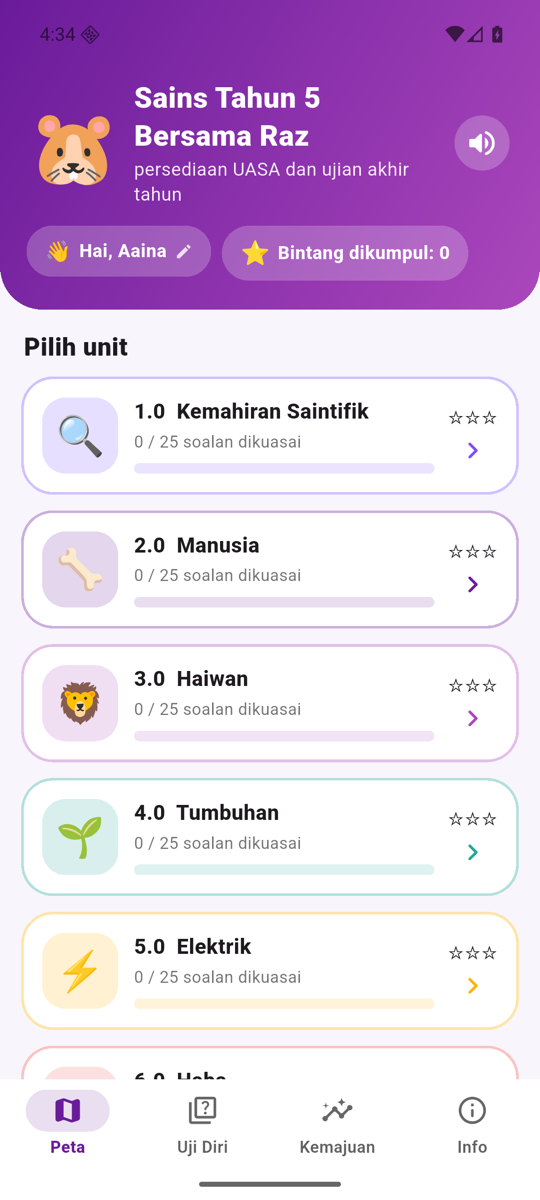 4:34
Sains Tahun 5
Bersama Raz
persediaan UASA dan ujian akhir
tahun
Hai, Aaina
Bintang dikumpul: 0
Pilih unit
1.0 Kemahiran Saintifik
0 / 25 soalan dikuasai
2.0 Manusia
0 / 25 soalan dikuasai
3.0 Haiwan
0 / 25 soalan dikuasai
4.0 Tumbuhan
0 / 25 soalan dikuasai
5.0 Elektrik
0 / 25 soalan dikuasai
6.0 Haba
Peta
Uji Diri
Kemajuan
Info